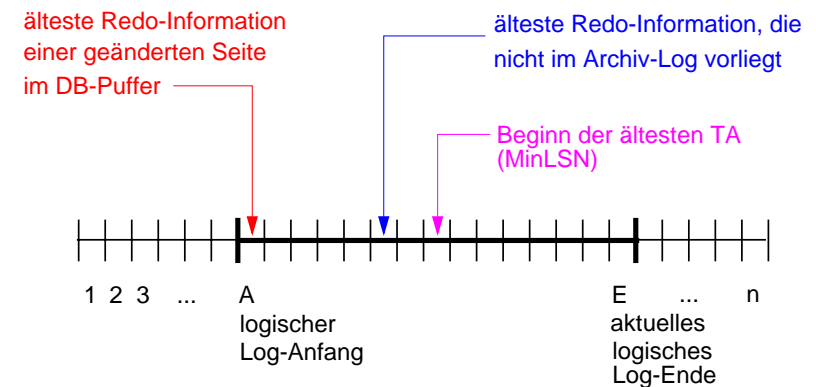 älteste Redo-Information
einer geänderten Seite
im DB-Puffer
älteste Redo-Information, die
nicht im Archiv-Log vorliegt
Beginn der ältesten TA
(MinLSN)
1 2 3 ... A E ... n
logischer
Log-Anfang
aktuelles
logisches
Log-Ende